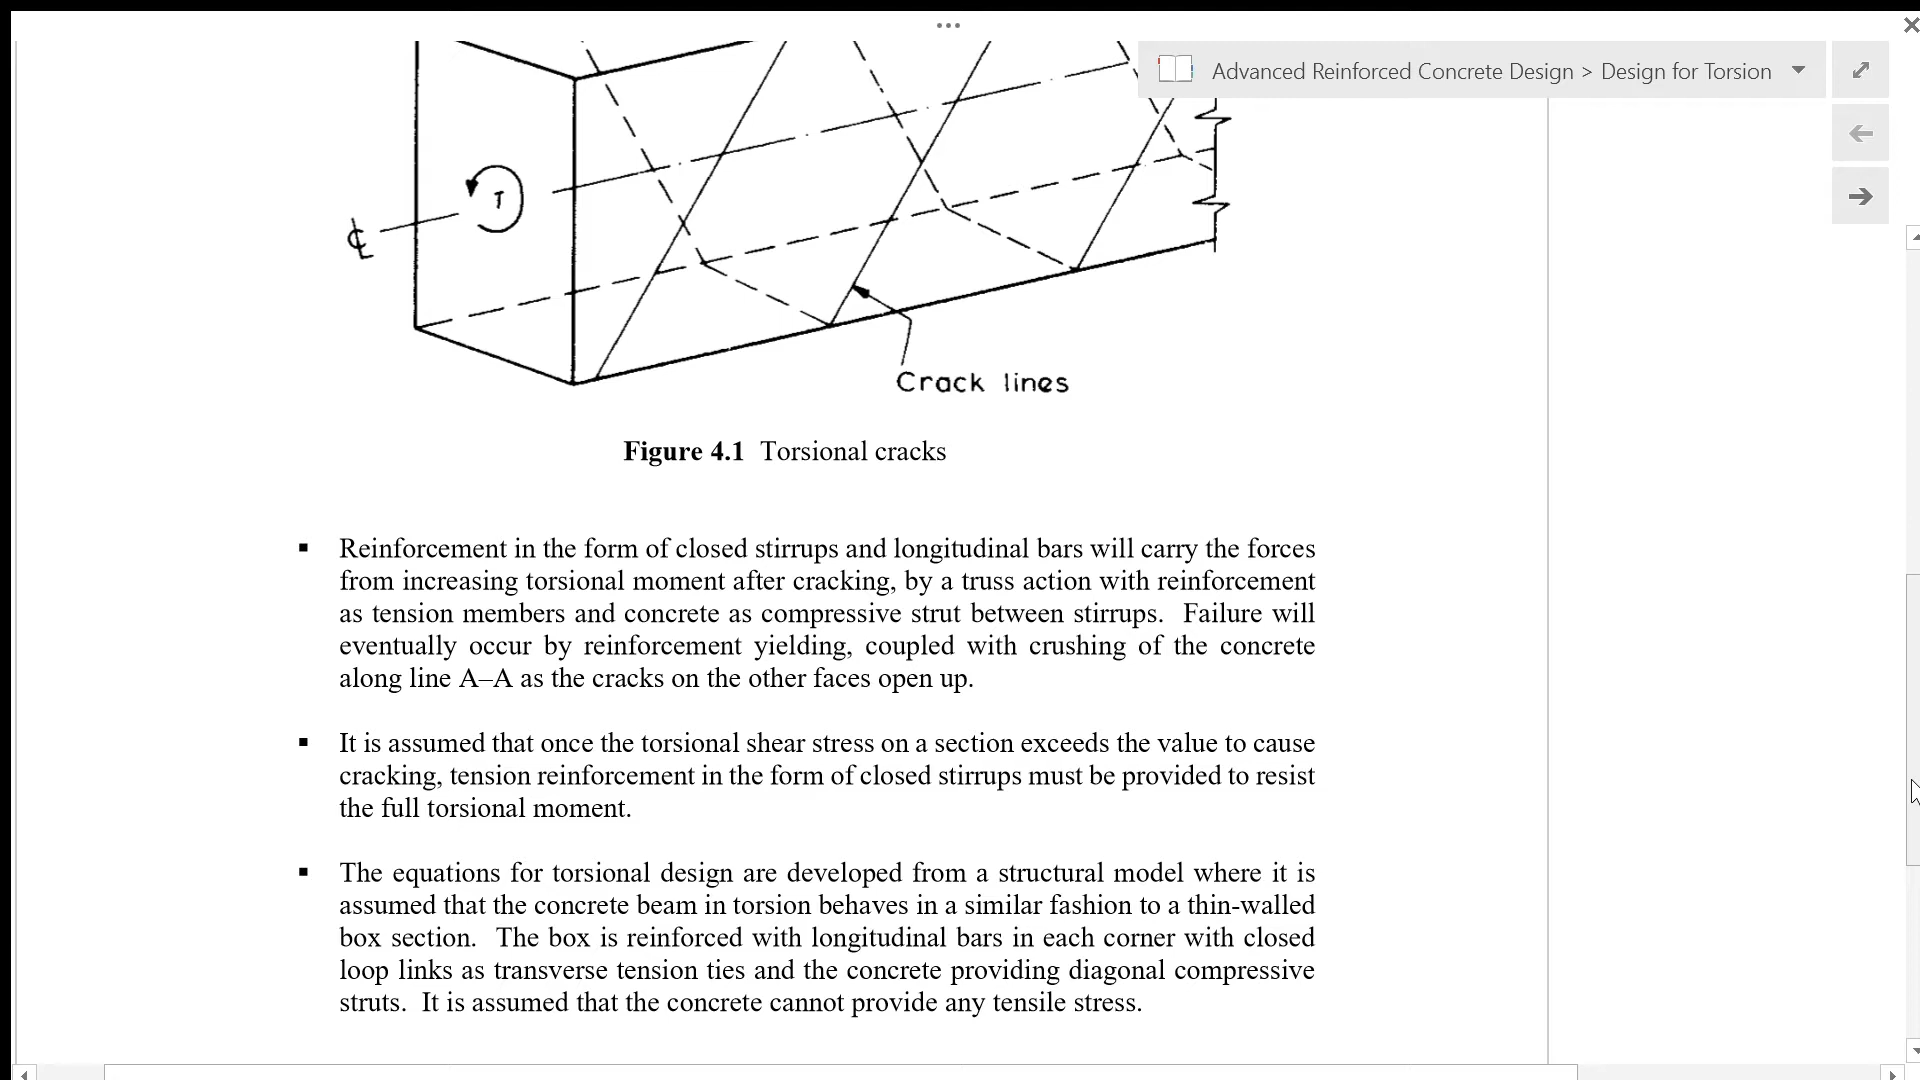 Advanced Reinforced Concrete Design > Design for Torsion
T
℄
Crack lines
Figure 4.1 Torsional cracks
▪ Reinforcement in the form of closed stirrups and longitudinal bars will carry the forces
from increasing torsional moment after cracking, by a truss action with reinforcement
as tension members and concrete as compressive strut between stirrups. Failure will
eventually occur by reinforcement yielding, coupled with crushing of the concrete
along line A–A as the cracks on the other faces open up.
▪ It is assumed that once the torsional shear stress on a section exceeds the value to cause
cracking, tension reinforcement in the form of closed stirrups must be provided to resist
the full torsional moment.
▪ The equations for torsional design are developed from a structural model where it is
assumed that the concrete beam in torsion behaves in a similar fashion to a thin-walled
box section. The box is reinforced with longitudinal bars in each corner with closed
loop links as transverse tension ties and the concrete providing diagonal compressive
struts. It is assumed that the concrete cannot provide any tensile stress.